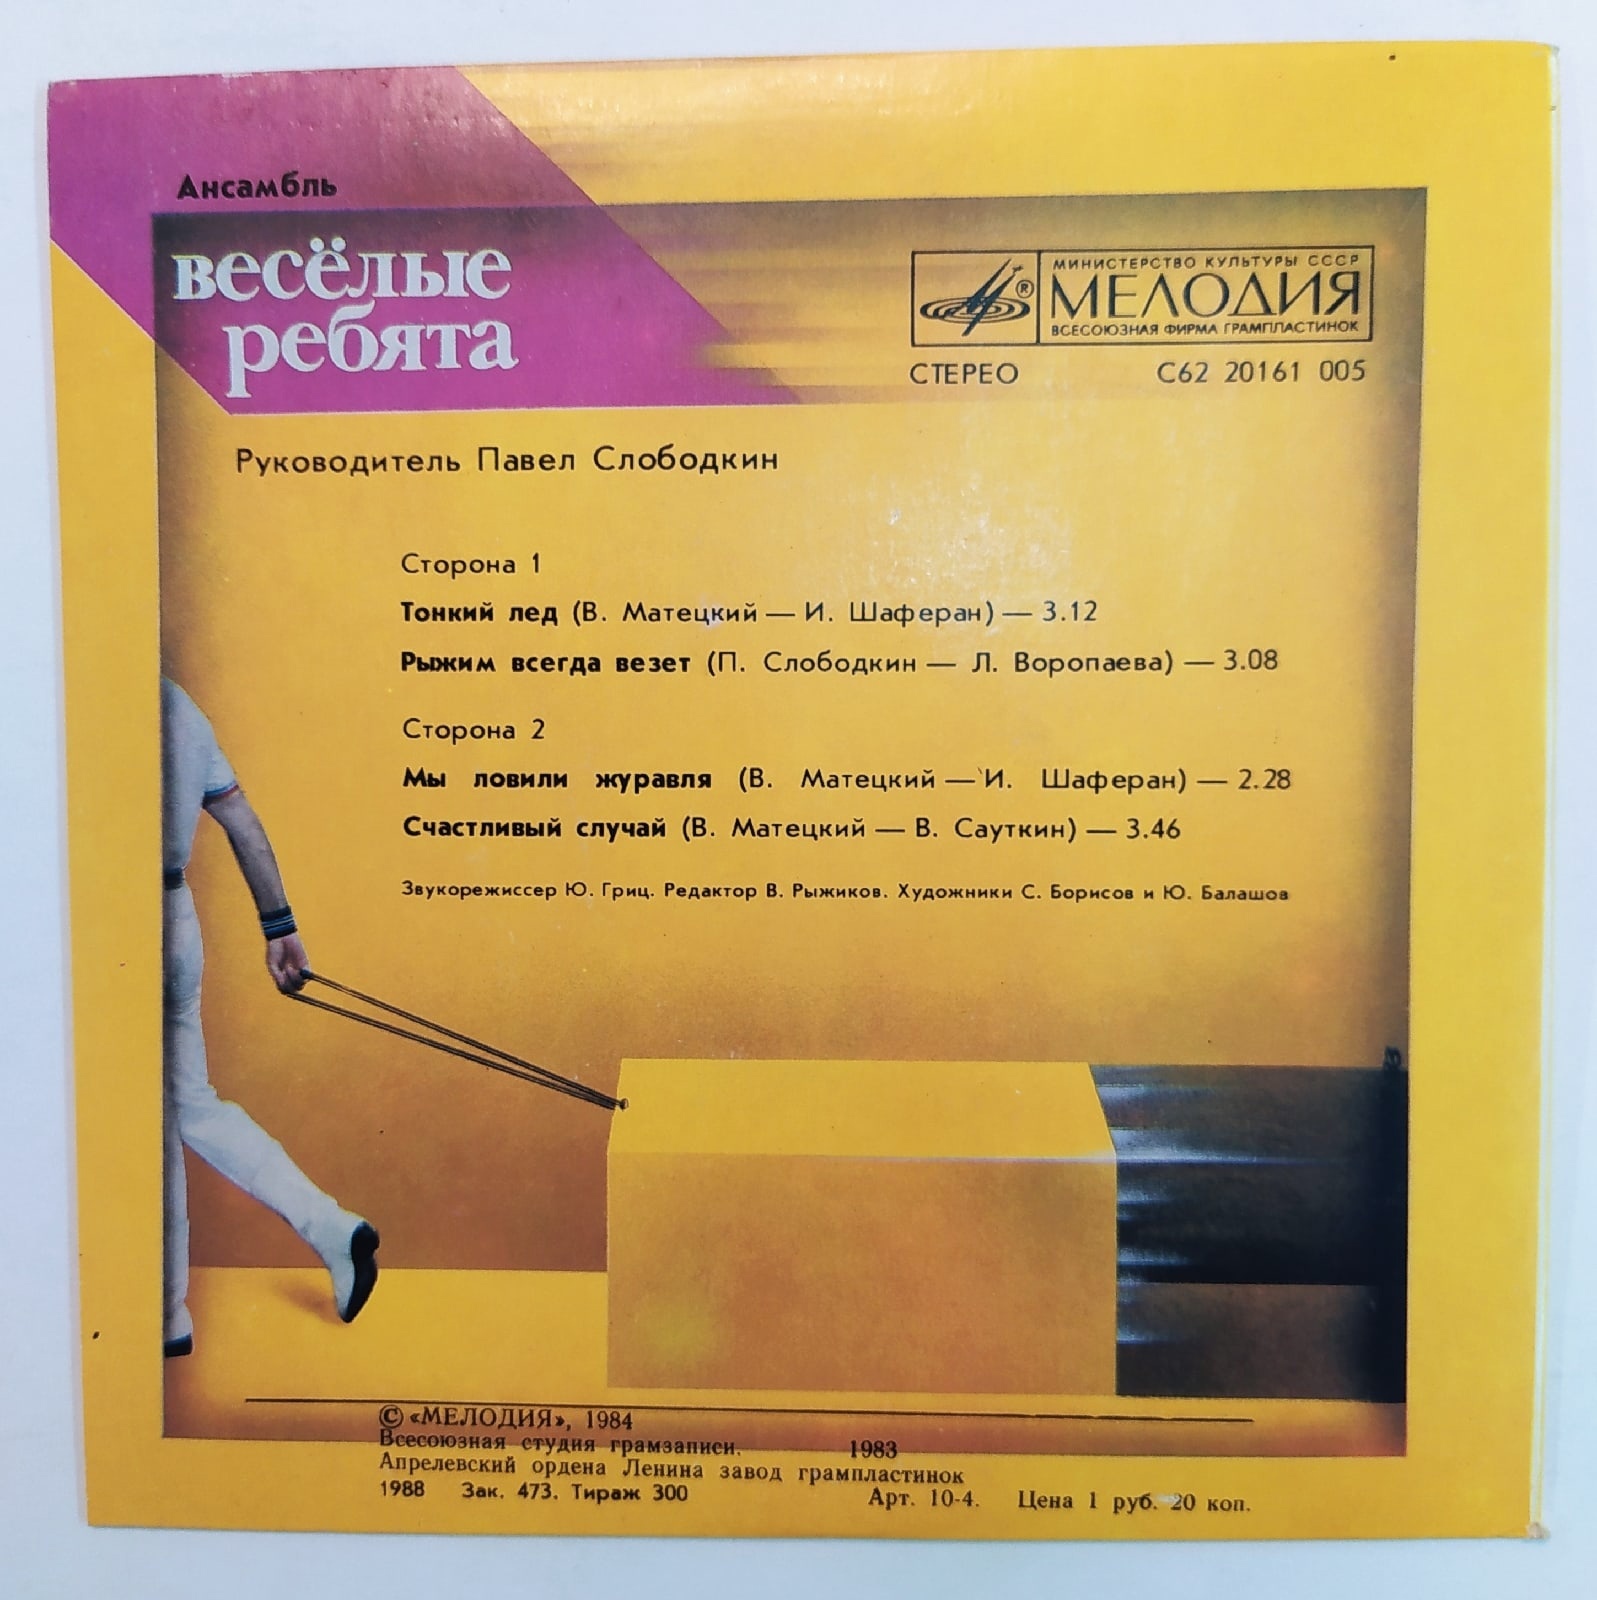 Ансамбль
весёлые
ребята
МИНИСТЕРСТВО КУЛЬТУРЫ СССР
МЕЛОДИЯ
®
ВСЕСОЮЗНАЯ ФИРМА ГРАМПЛАСТИНОК
СТЕРЕО С62 20161 005
Руководитель Павел Слободкин
Сторона 1
Тонкий лед (В. Матецкий — И. Шаферан) — 3.12
Рыжим всегда везет (П. Слободкин — Л. Воропаева) — 3.08
Сторона 2
Мы ловили журавля (В. Матецкий — И. Шаферан) — 2.28
Счастливый случай (В. Матецкий — В. Сауткин) — 3.46
Звукорежиссер Ю. Гриц. Редактор В. Рыжиков. Художники С. Борисов и Ю. Балашов
© «МЕЛОДИЯ», 1984
Всесоюзная студия грамзаписи. 1983
Апрелевский ордена Ленина завод грампластинок
1988 Зак. 473. Тираж 300 Арт. 10-4. Цена 1 руб. 20 коп.